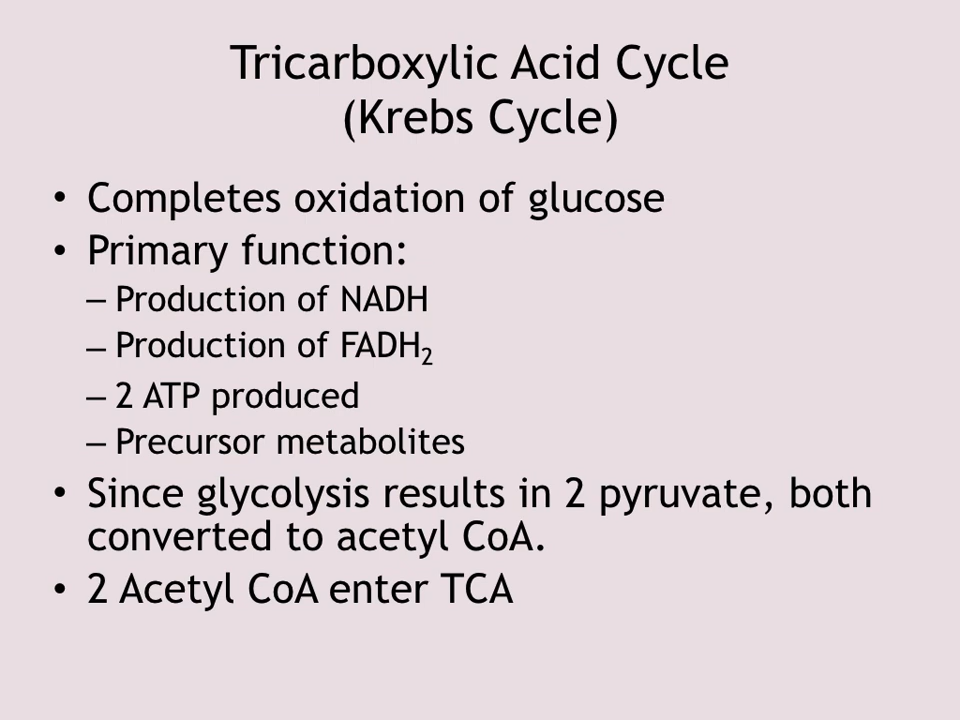 Tricarboxylic Acid Cycle
(Krebs Cycle)
• Completes oxidation of glucose
• Primary function:
– Production of NADH
– Production of FADH₂
– 2 ATP produced
– Precursor metabolites
• Since glycolysis results in 2 pyruvate, both
converted to acetyl CoA.
• 2 Acetyl CoA enter TCA